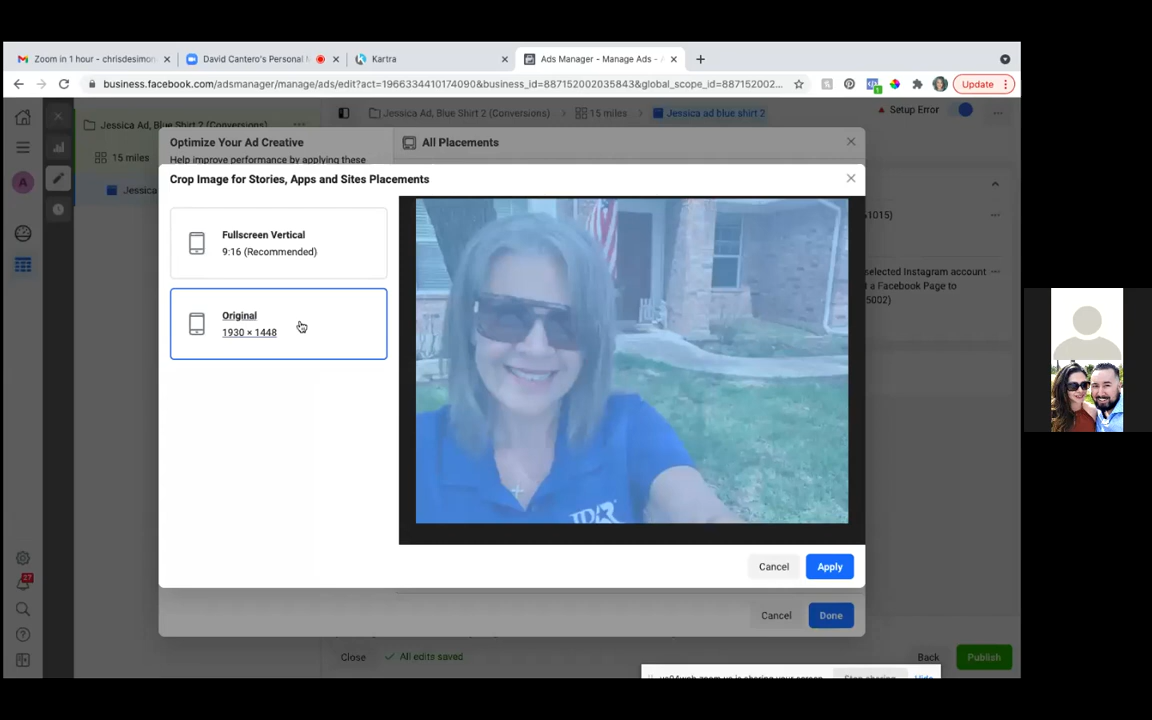 Zoom in 1 hour - chrisdesimon
David Cantero's Personal
Kartra
Ads Manager - Manage Ads - A
business.facebook.com/adsmanager/manage/ads/edit?act=1966334410174090&business_id=887152002035843&global_scope_id=887152002...
1
Update
Jessica Ad, Blue Shirt 2 (Conversions)
15 miles
Jessica
Jessica Ad, Blue Shirt 2 (Conversions)
15 miles
Jessica ad blue shirt 2
Setup Error
Optimize Your Ad Creative
Help improve performance by applying these
All Placements
Crop Image for Stories, Apps and Sites Placements
Fullscreen Vertical
9:16 (Recommended)
Original
1930 × 1448
1015)
selected Instagram account
t a Facebook Page to
5002)
A
27
Cancel
Apply
Cancel
Done
Close
All edits saved
Back
Publish
Hide